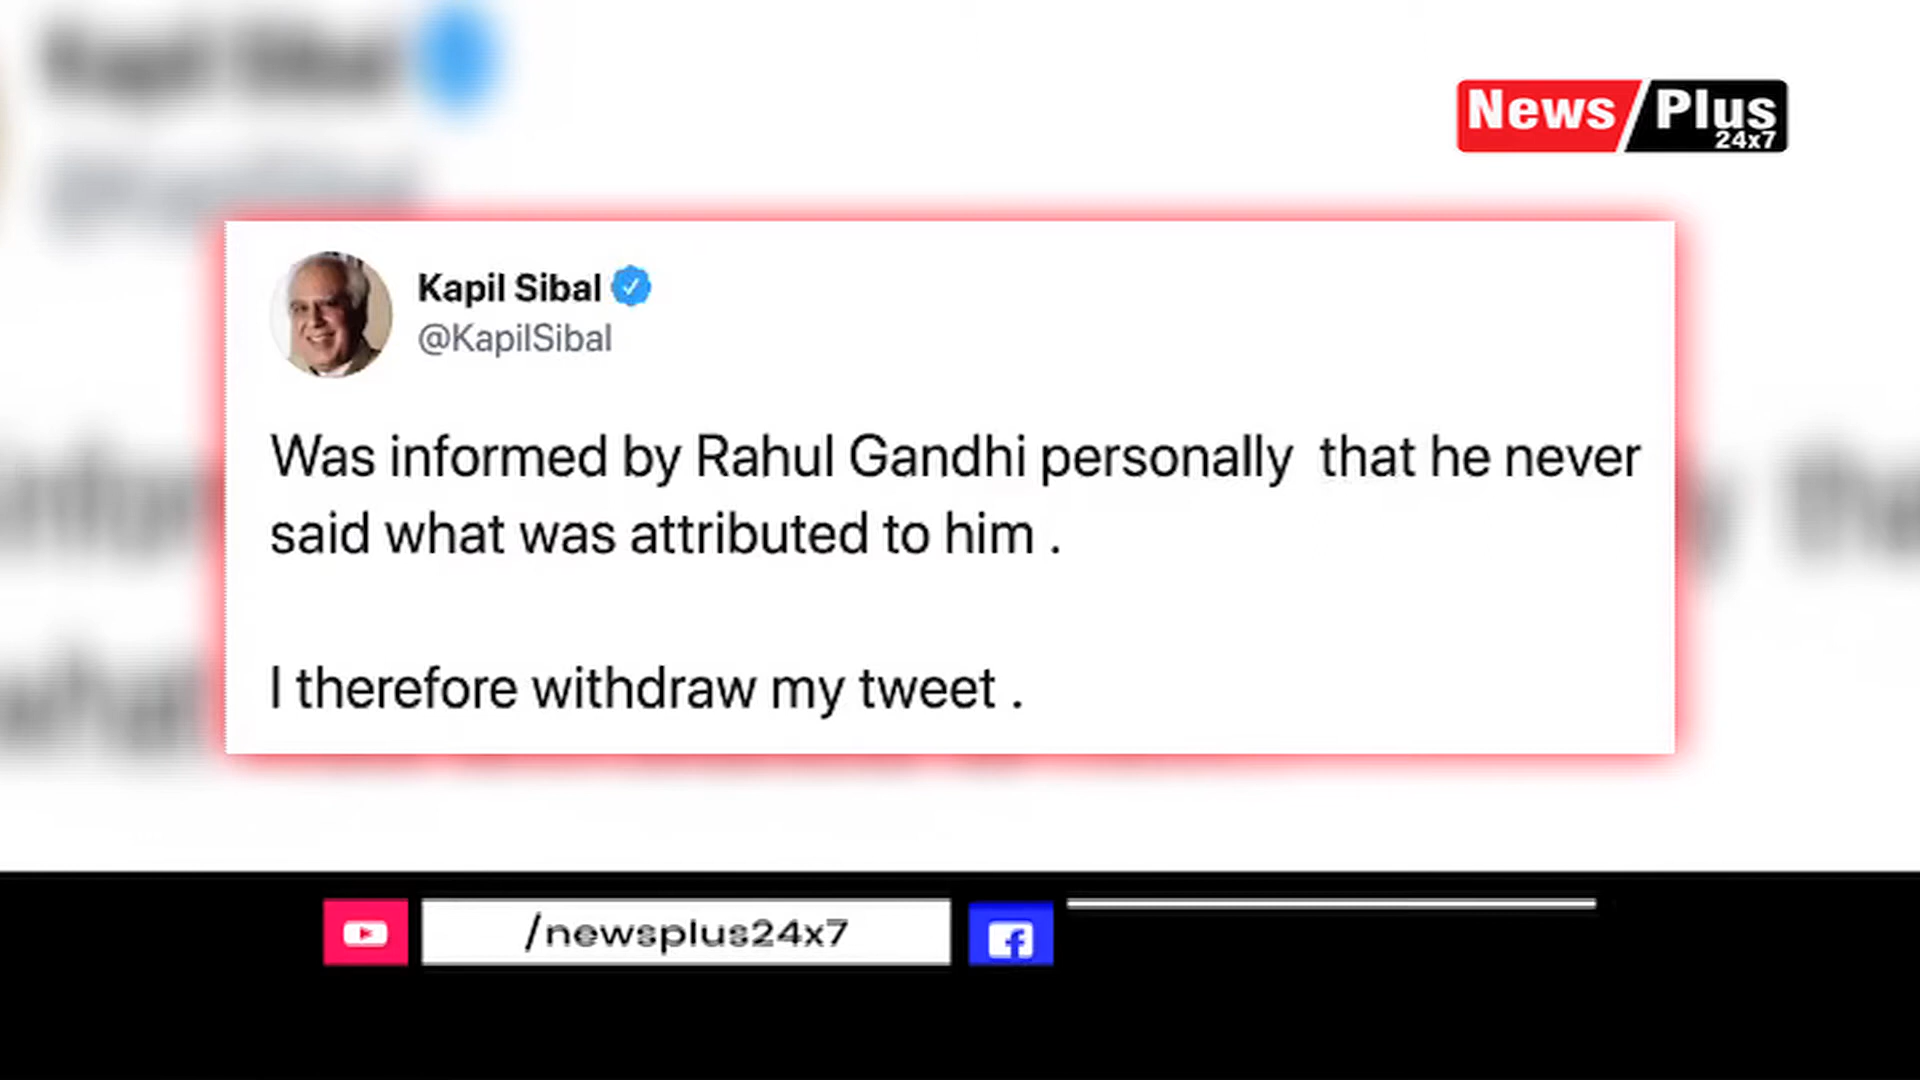 News Plus
24x7
Kapil Sibal
@KapilSibal
Was informed by Rahul Gandhi personally that he never
said what was attributed to him .
I therefore withdraw my tweet .
/newsplus24x7